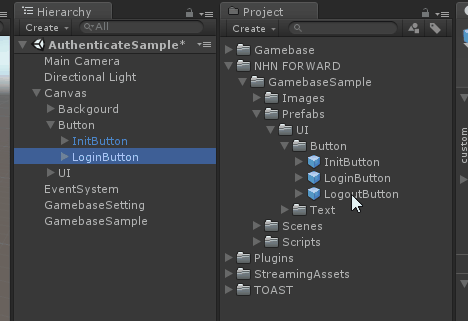 Hierarchy
Create
All
AuthenticateSample*
Main Camera
Directional Light
Canvas
Backgourd
Button
InitButton
LoginButton
UI
EventSystem
GamebaseSetting
GamebaseSample
Project
Create
Gamebase
NHN FORWARD
GamebaseSample
Images
Prefabs
UI
Button
InitButton
LoginButton
LogoutButton
Text
Scenes
Scripts
Plugins
StreamingAssets
TOAST
custom